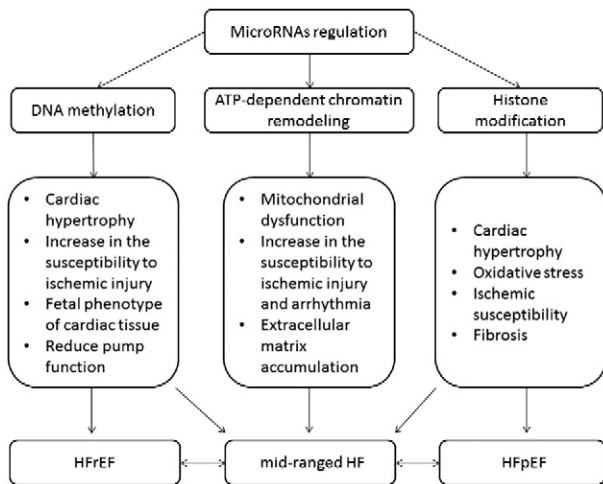 MicroRNAs regulation
DNA methylation
ATP-dependent chromatin
remodeling
Histone
modification
• Cardiac
hypertrophy
• Increase in the
susceptibility to
ischemic injury
• Fetal phenotype
of cardiac tissue
• Reduce pump
function
• Mitochondrial
dysfunction
• Increase in the
susceptibility to
ischemic injury
and arrhythmia
• Extracellular
matrix
accumulation
• Cardiac
hypertrophy
• Oxidative stress
• Ischemic
susceptibility
• Fibrosis
HFrEF
mid-ranged HF
HFpEF